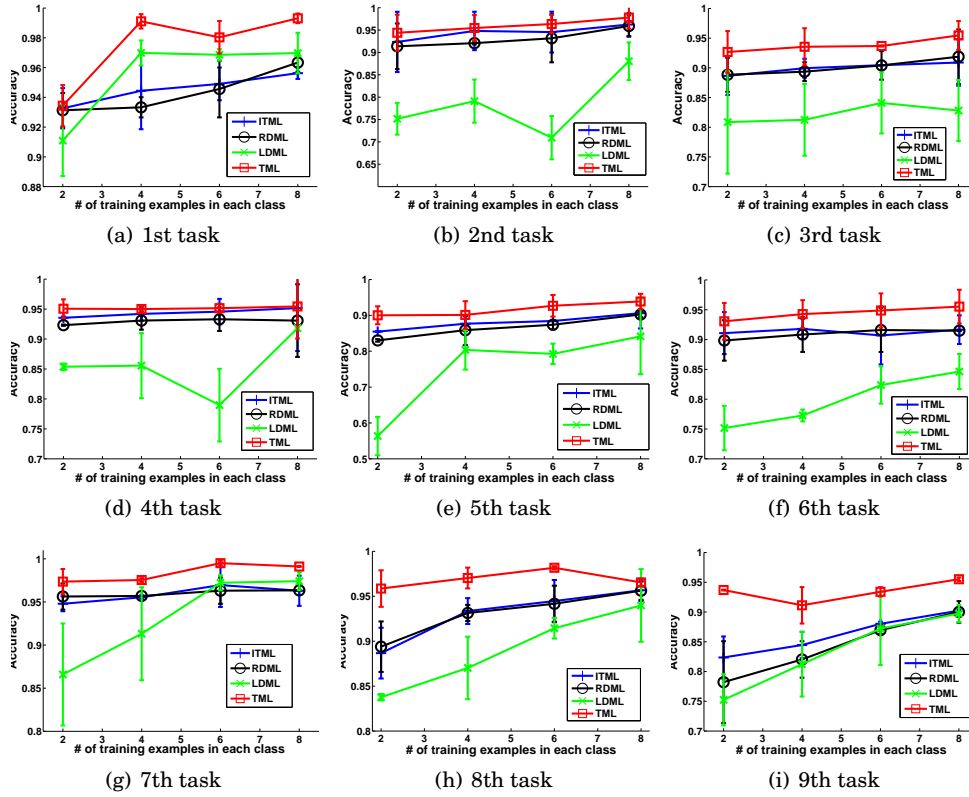 1
0.98
0.96
0.94
0.92
0.9
0.88
Accuracy
ITML
RDML
LDML
TML
2 3 4 5 6 7 8
# of training examples in each class
(a) 1st task
1
0.95
0.9
0.85
0.8
0.75
0.7
0.65
Accuracy
ITML
RDML
LDML
TML
2 3 4 5 6 7 8
# of training examples in each class
(b) 2nd task
1
0.95
0.9
0.85
0.8
0.75
0.7
Accuracy
ITML
RDML
LDML
TML
2 3 4 5 6 7 8
# of training examples in each class
(c) 3rd task
1
0.95
0.9
0.85
0.8
0.75
0.7
Accuracy
ITML
RDML
LDML
TML
2 3 4 5 6 7 8
# of training examples in each class
(d) 4th task
1
0.9
0.8
0.7
0.6
0.5
Accuracy
ITML
RDML
LDML
TML
2 3 4 5 6 7 8
# of training examples in each class
(e) 5th task
1
0.95
0.9
0.85
0.8
0.75
0.7
Accuracy
ITML
RDML
LDML
TML
2 3 4 5 6 7 8
# of training examples in each class
(f) 6th task
1
0.95
0.9
0.85
0.8
Accuracy
ITML
RDML
LDML
TML
2 3 4 5 6 7 8
# of training examples in each class
(g) 7th task
1
0.95
0.9
0.85
0.8
Accuracy
ITML
RDML
LDML
TML
2 3 4 5 6 7 8
# of training examples in each class
(h) 8th task
1
0.95
0.9
0.85
0.8
0.75
0.7
Accuracy
ITML
RDML
LDML
TML
2 3 4 5 6 7 8
# of training examples in each class
(i) 9th task